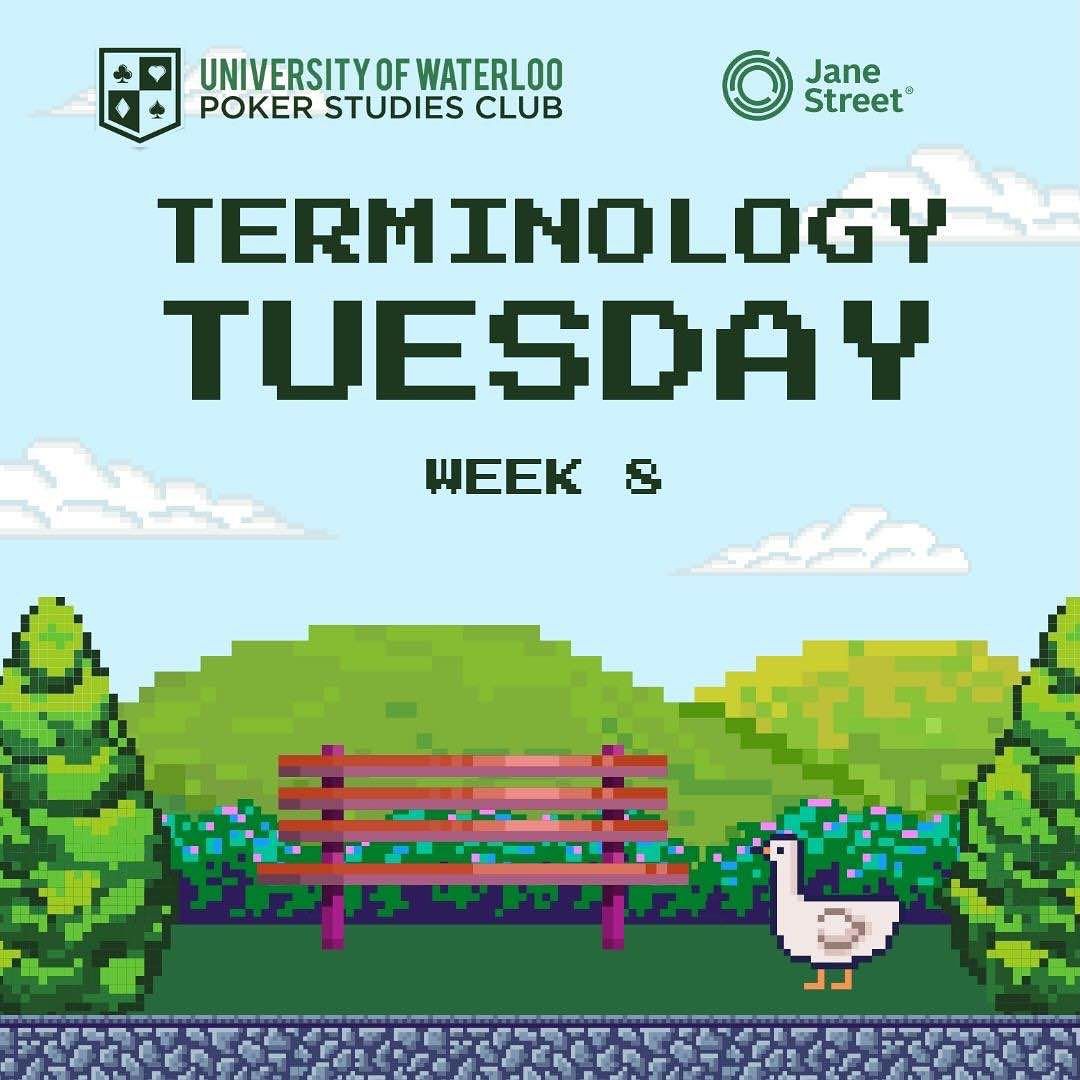 UNIVERSITY OF WATERLOO
POKER STUDIES CLUB
Jane
Street®
TERMINOLOGY
TUESDAY
WEEK 8